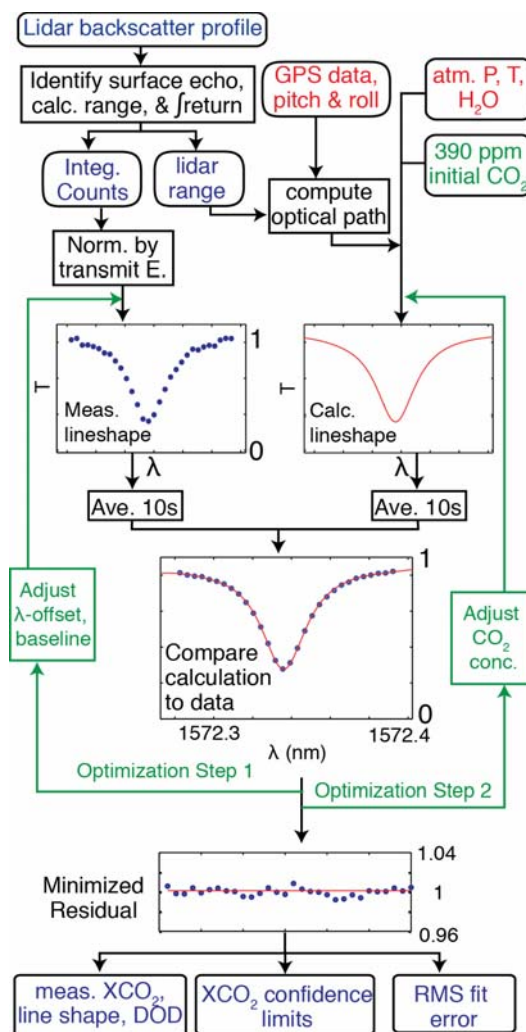 Lidar backscatter profile
Identify surface echo,
calc. range, & ∫return
GPS data,
pitch & roll
atm. P, T,
H₂O
Integ.
Counts
lidar
range
390 ppm
initial CO₂
compute
optical path
Norm. by
transmit E.
1
T
Meas.
lineshape
0
λ
T
Calc.
lineshape
λ
Ave. 10s
Ave. 10s
Adjust
λ-offset,
baseline
1
Compare
calculation
to data
0
1572.3
1572.4
λ (nm)
Adjust
CO₂
conc.
Optimization Step 1
Optimization Step 2
Minimized
Residual
1.04
1
0.96
meas. XCO₂,
line shape, DOD
XCO₂ confidence
limits
RMS fit
error